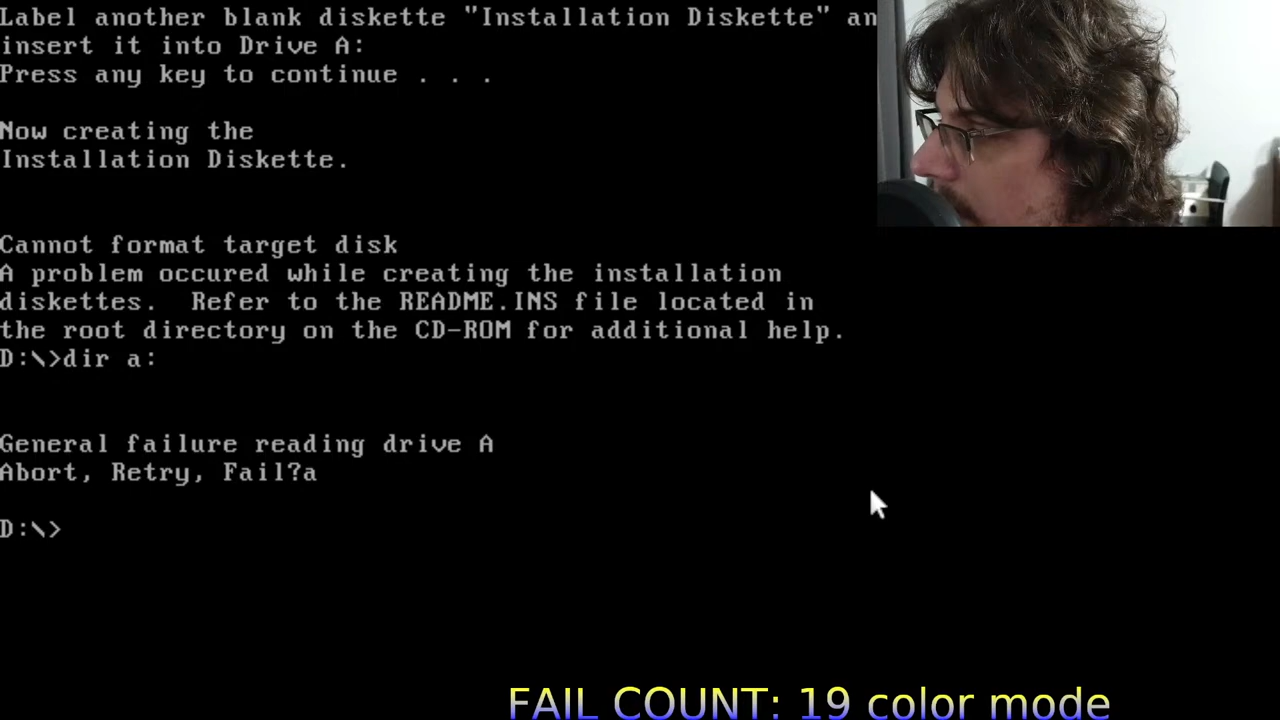 Label another blank diskette "Installation Diskette" an
insert it into Drive A:
Press any key to continue . . .
Now creating the
Installation Diskette.
Cannot format target disk
A problem occured while creating the installation
diskettes.  Refer to the README.INS file located in
the root directory on the CD-ROM for additional help.
D:\>dir a:
General failure reading drive A
Abort, Retry, Fail?a
D:\>
FAIL COUNT: 19 color mode